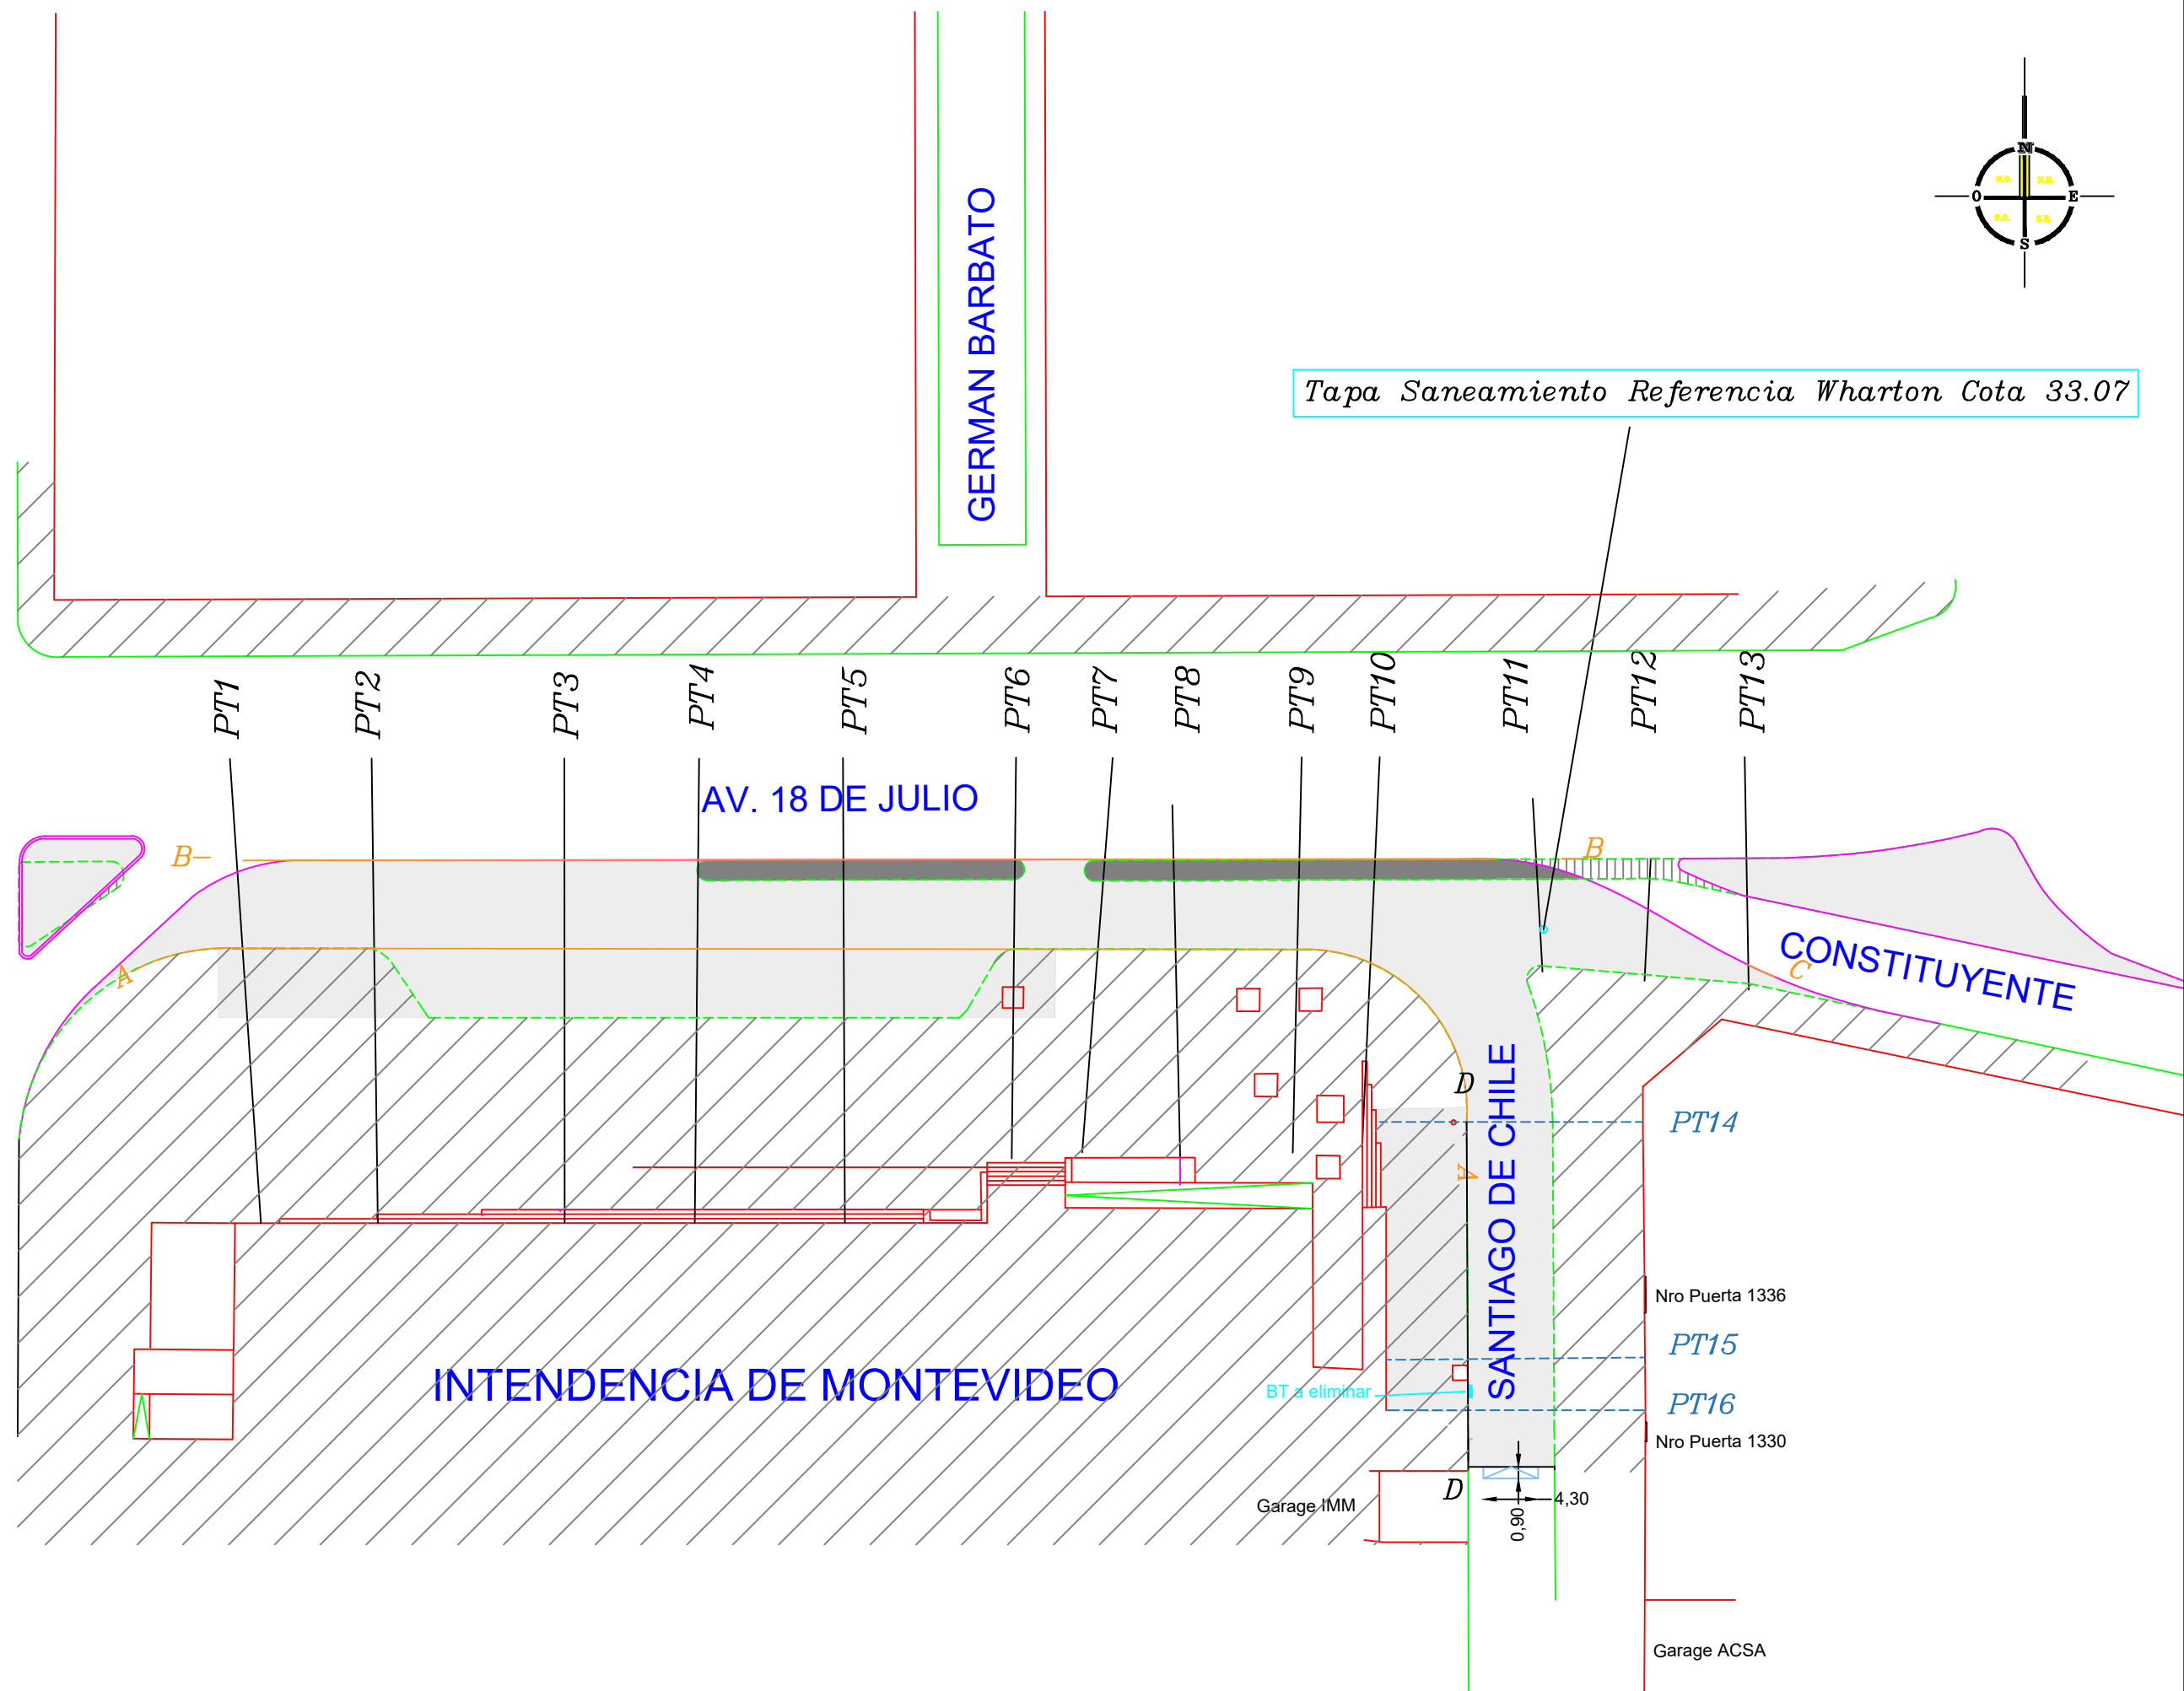 GERMAN BARBATO
N
N.O.
N.E.
O
E
S.O.
S.E.
S
Tapa Saneamiento Referencia Wharton Cota 33.07
PT1
PT2
PT3
PT4
PT5
PT6
PT7
PT8
PT9
PT10
PT11
PT12
PT13
AV. 18 DE JULIO
B
B
A
C
CONSTITUYENTE
D
PT14
A
SANTIAGO DE CHILE
Nro Puerta 1336
PT15
INTENDENCIA DE MONTEVIDEO
BT a eliminar
PT16
Nro Puerta 1330
D
4,30
Garage IMM
0,90
Garage ACSA